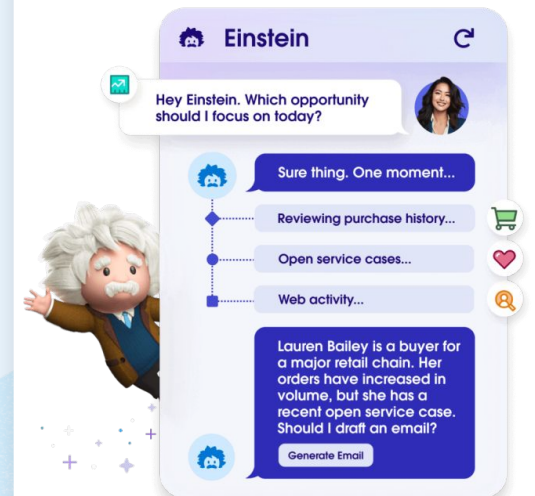 Einstein
Hey Einstein. Which opportunity
should I focus on today?
Sure thing. One moment...
Reviewing purchase history...
Open service cases...
Web activity...
Lauren Bailey is a buyer for
a major retail chain. Her
orders have increased in
volume, but she has a
recent open service case.
Should I draft an email?
Generate Email